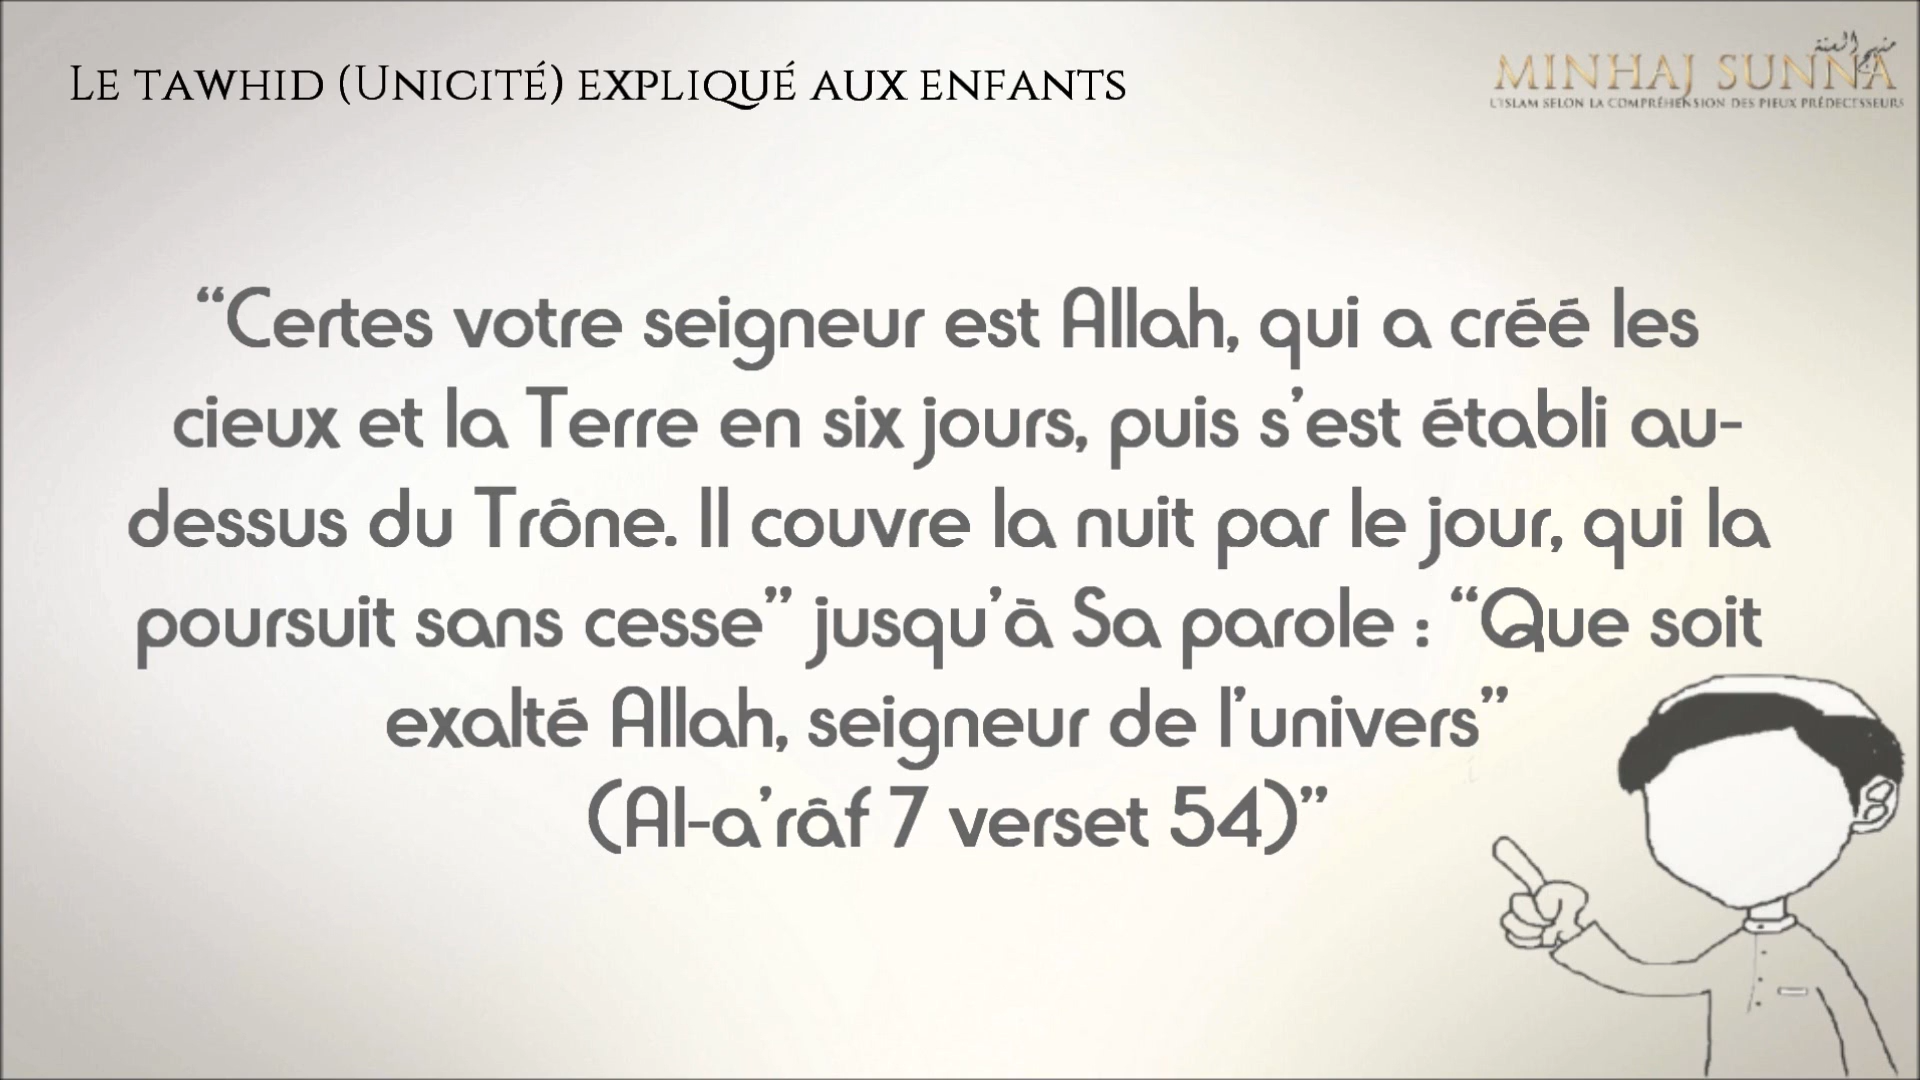 Le tawhid (Unicité) expliqué aux enfants
منهج السنة
MINHAJ SUNNA
L'ISLAM SELON LA COMPRÉHENSION DES PIEUX PRÉDECESSEURS
“Certes votre seigneur est Allah, qui a créé les
cieux et la Terre en six jours, puis s’est établi au-
dessus du Trône. Il couvre la nuit par le jour, qui la
poursuit sans cesse” jusqu’à Sa parole : “Que soit
exalté Allah, seigneur de l’univers”
(Al-a’râf 7 verset 54)”